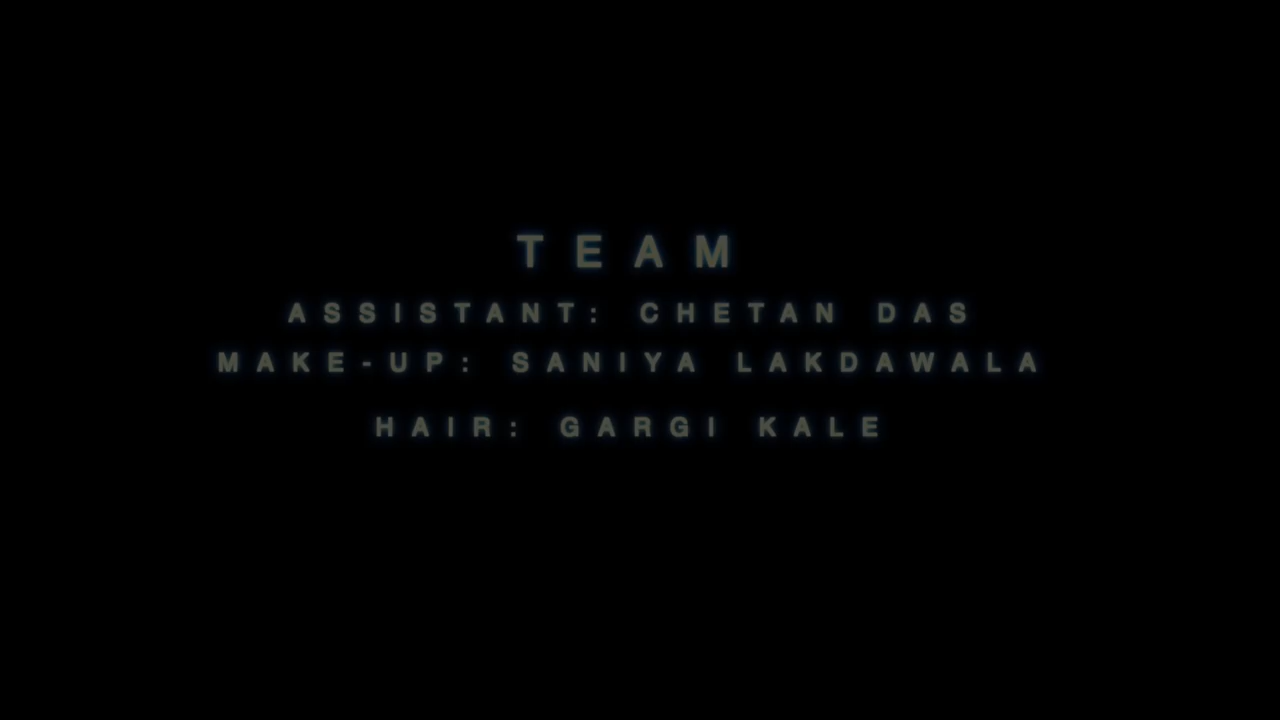 TEAM
ASSISTANT: CHETAN DAS
MAKE-UP: SANIYA LAKDAWALA
HAIR: GARGI KALE